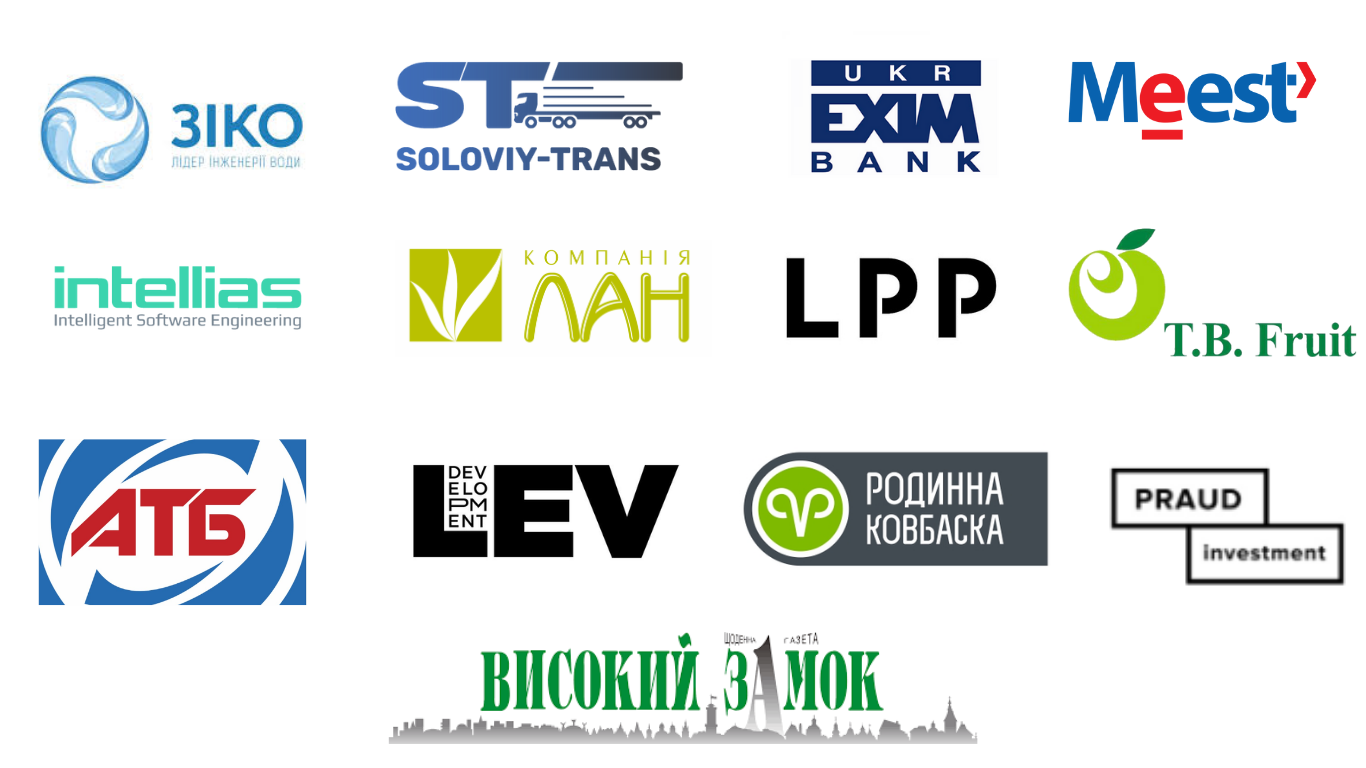 ЗІКО
ЛІДЕР ІНЖЕНЕРІЇ ВОДИ
ST
SOLOVIY-TRANS
UKR
EXIM
BANK
Meest
intellias
Intelligent Software Engineering
КОМПАНІЯ
ЛАН
LPP
T.B. Fruit
АТБ
LEV
DEV
ELO
PM
ENT
РОДИННА
КОВБАСКА
PRAUD
investment
ЩОДЕННА ГАЗЕТА
ВИСОКИЙ ЗАМОК